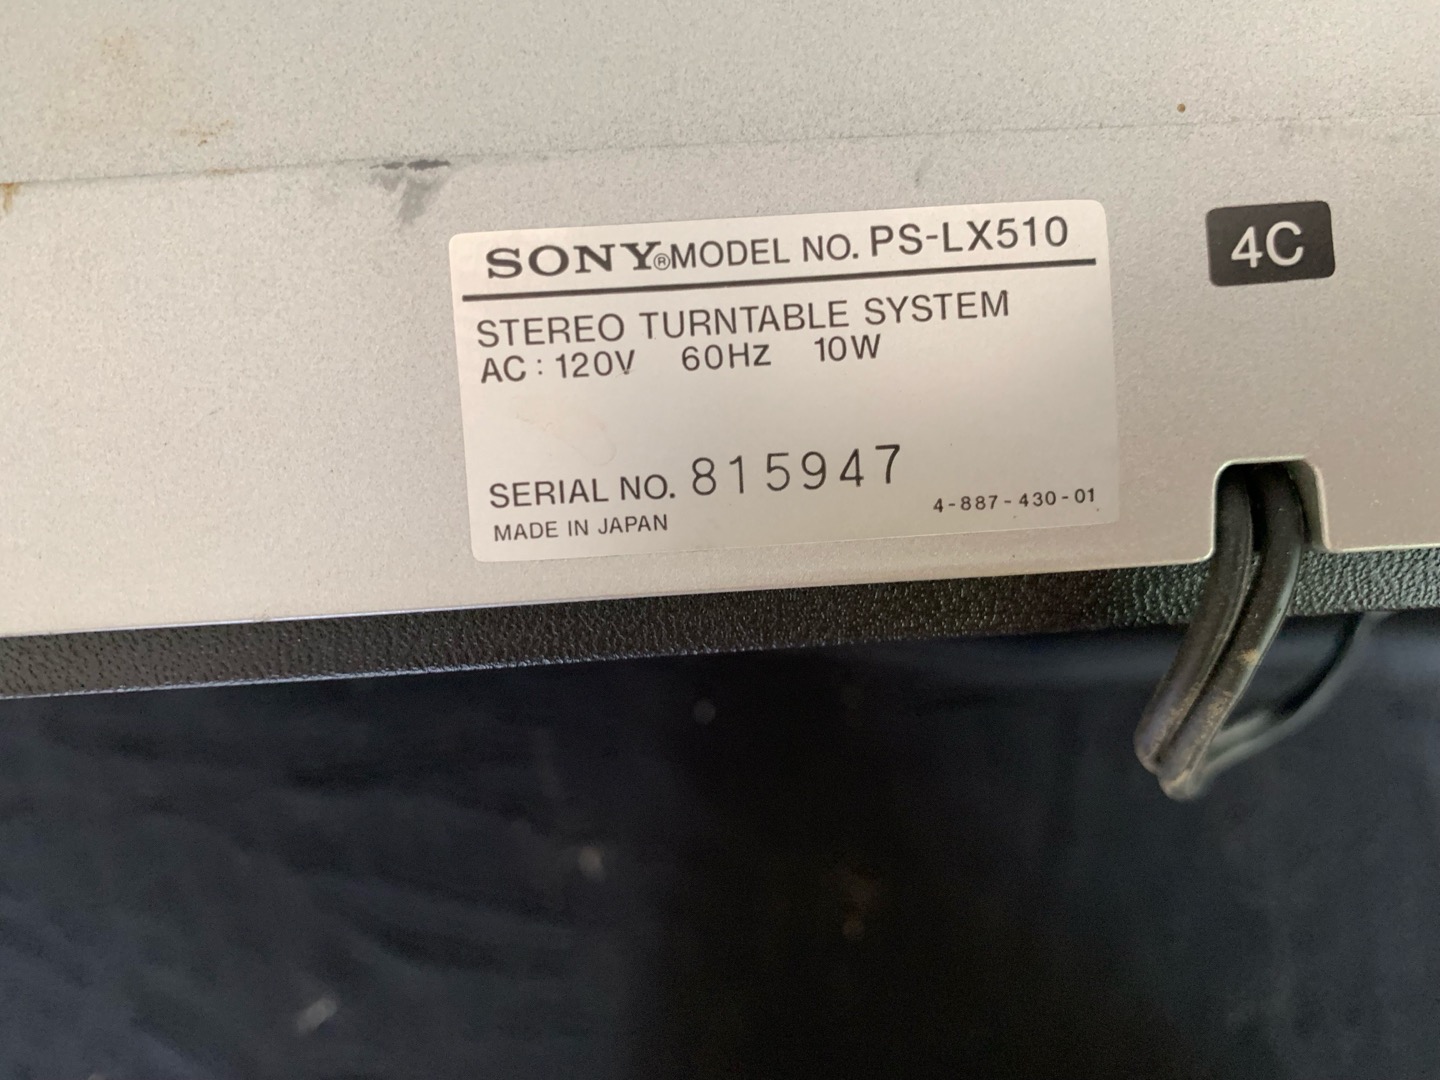 SONY® MODEL NO. PS-LX510
4C
STEREO TURNTABLE SYSTEM
AC : 120V 60Hz 10W
SERIAL NO. 815947
MADE IN JAPAN 4-887-430-01